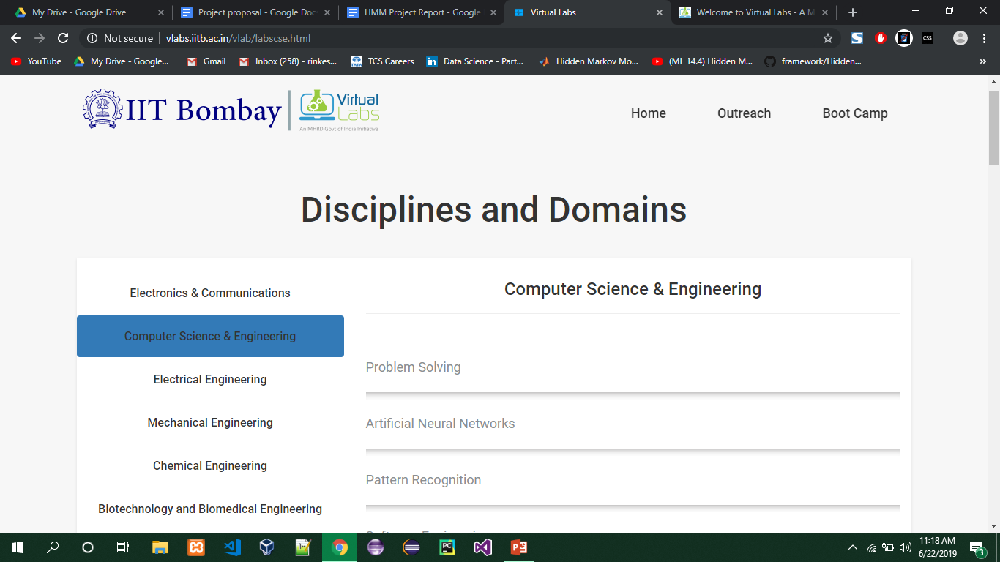 My Drive - Google Drive
Project proposal - Google Doc
HMM Project Report - Google
Virtual Labs
Welcome to Virtual Labs - A M
Not secure
vlabs.iitb.ac.in/vlab/labscse.html
CSS
YouTube
My Drive - Google...
Gmail
Inbox (258) - rinkes...
TCS Careers
Data Science - Part...
Hidden Markov Mo...
(ML 14.4) Hidden M...
framework/Hidden...
»
IIT Bombay
Virtual
Labs
An MHRD Govt of India Initiative
Home
Outreach
Boot Camp
Disciplines and Domains
Electronics & Communications
Computer Science & Engineering
Electrical Engineering
Mechanical Engineering
Chemical Engineering
Biotechnology and Biomedical Engineering
Computer Science & Engineering
Problem Solving
Artificial Neural Networks
Pattern Recognition
11:18 AM
6/22/2019
3